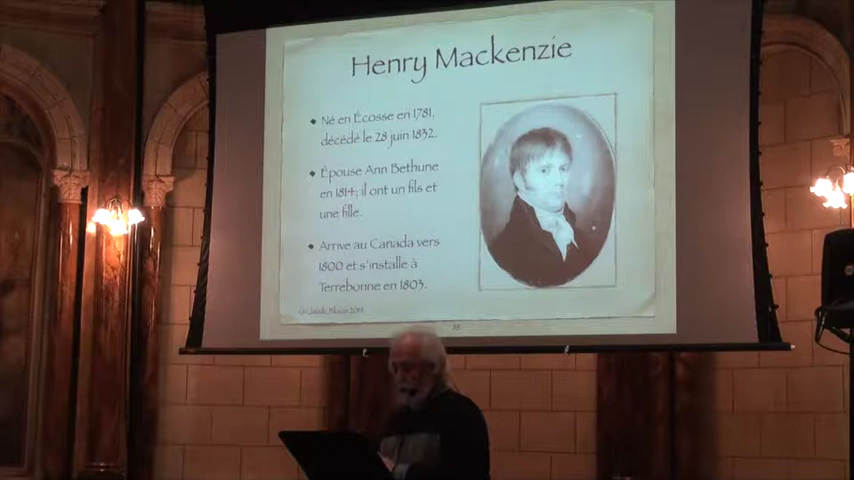 Henry Mackenzie
• Né en Écosse en 1781,
décédé le 28 juin 1832.
• Épouse Ann Bethune
en 1814; il ont un fils et
une fille.
• Arrive au Canada vers
1800 et s'installe à
Terrebonne en 1803.
38